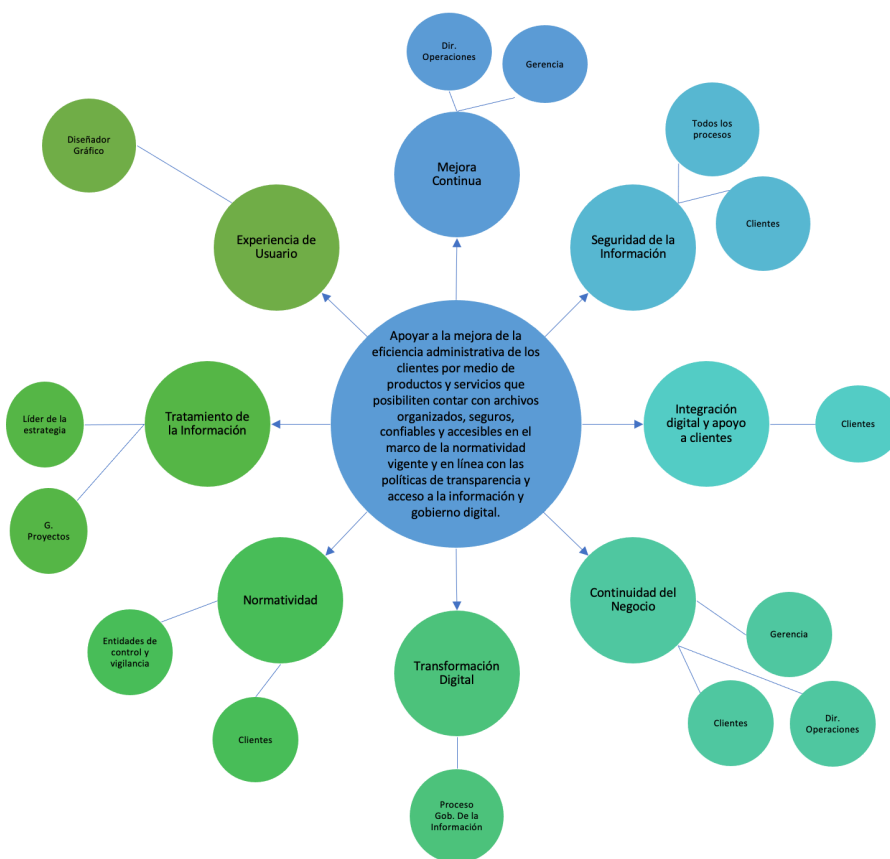 Dir.
Operaciones
Gerencia
Mejora
Continua
Todos los
procesos
Clientes
Seguridad de la
Información
Diseñador
Gráfico
Experiencia de
Usuario
Apoyar a la mejora de la
eficiencia administrativa de los
clientes por medio de
productos y servicios que
posibiliten contar con archivos
organizados, seguros,
confiables y accesibles en el
marco de la normatividad
vigente y en línea con las
políticas de transparencia y
acceso a la información y
gobierno digital.
Líder de la
estrategia
Tratamiento de
la Información
G.
Proyectos
Integración
digital y apoyo
a clientes
Clientes
Normatividad
Entidades de
control y
vigilancia
Clientes
Transformación
Digital
Proceso
Gob. De la
Información
Continuidad del
Negocio
Gerencia
Clientes
Dir.
Operaciones